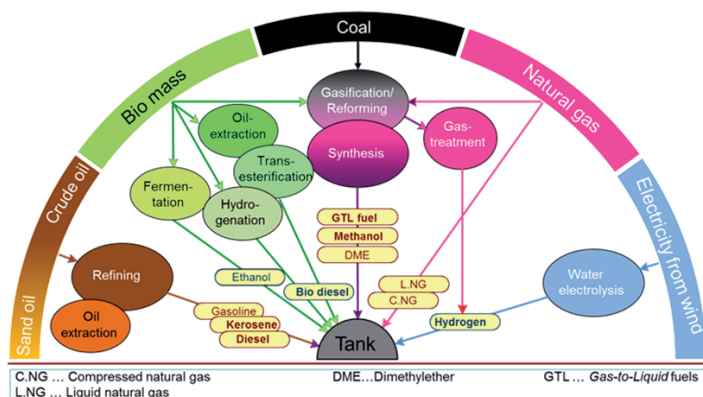 Coal
Bio mass
Natural gas
Crude oil
Sand oil
Electricity from wind
Gasification/
Reforming
Synthesis
Oil-
extraction
Trans-
esterification
Gas-
treatment
Fermen-
tation
Hydro-
genation
Refining
Oil
extraction
Water
electrolysis
GTL fuel
Methanol
DME
Ethanol
Bio diesel
L.NG
C.NG
Gasoline
Kerosene
Diesel
Hydrogen
Tank
C.NG ... Compressed natural gas
L.NG ... Liquid natural gas
DME...Dimethylether
GTL ... Gas-to-Liquid fuels